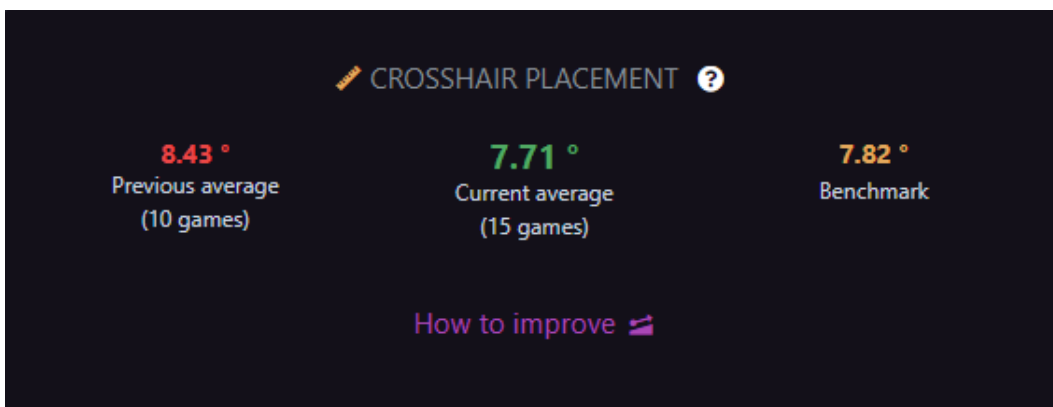 CROSSHAIR PLACEMENT ?
8.43 °
Previous average
(10 games)
7.71 °
Current average
(15 games)
7.82 °
Benchmark
How to improve